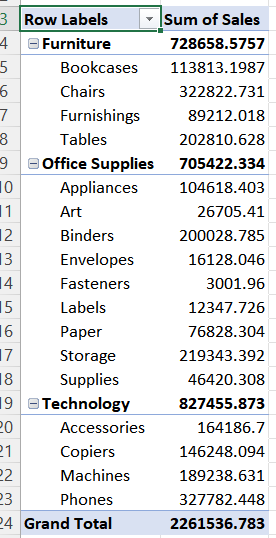 3 Row Labels Sum of Sales
4 Furniture 728658.5757
5 Bookcases 113813.1987
6 Chairs 322822.731
7 Furnishings 89212.018
8 Tables 202810.628
9 Office Supplies 705422.334
10 Appliances 104618.403
11 Art 26705.41
12 Binders 200028.785
13 Envelopes 16128.046
14 Fasteners 3001.96
15 Labels 12347.726
16 Paper 76828.304
17 Storage 219343.392
18 Supplies 46420.308
19 Technology 827455.873
20 Accessories 164186.7
21 Copiers 146248.094
22 Machines 189238.631
23 Phones 327782.448
24 Grand Total 2261536.783